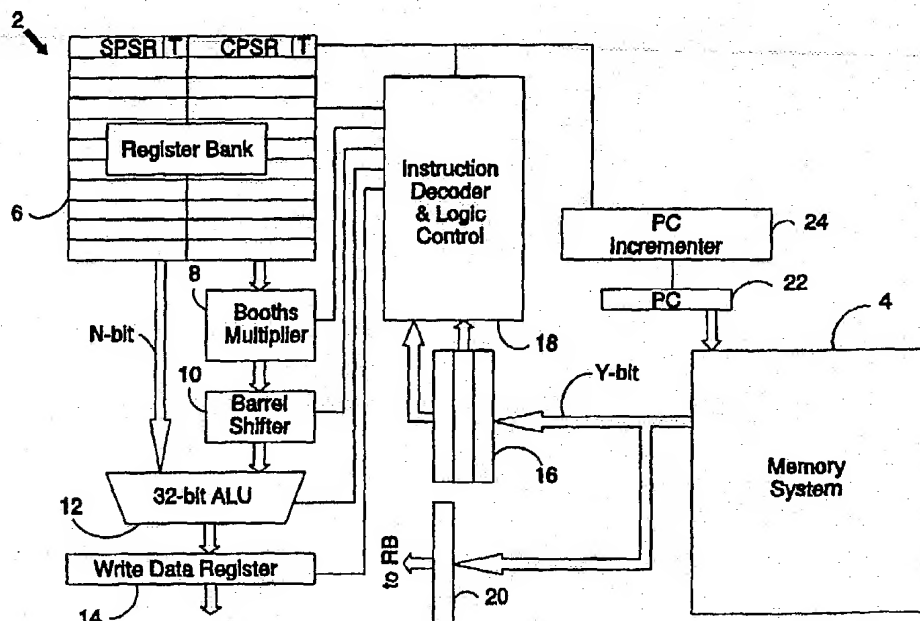 2
SPSR T CPSR T
Register Bank
6
Instruction
Decoder
& Logic
Control
18
PC
Incrementer
24
PC
22
4
8
Booths
Multiplier
N-bit
10
Barrel
Shifter
Y-bit
16
Memory
System
32-bit ALU
12
Write Data Register
14
to RB
20